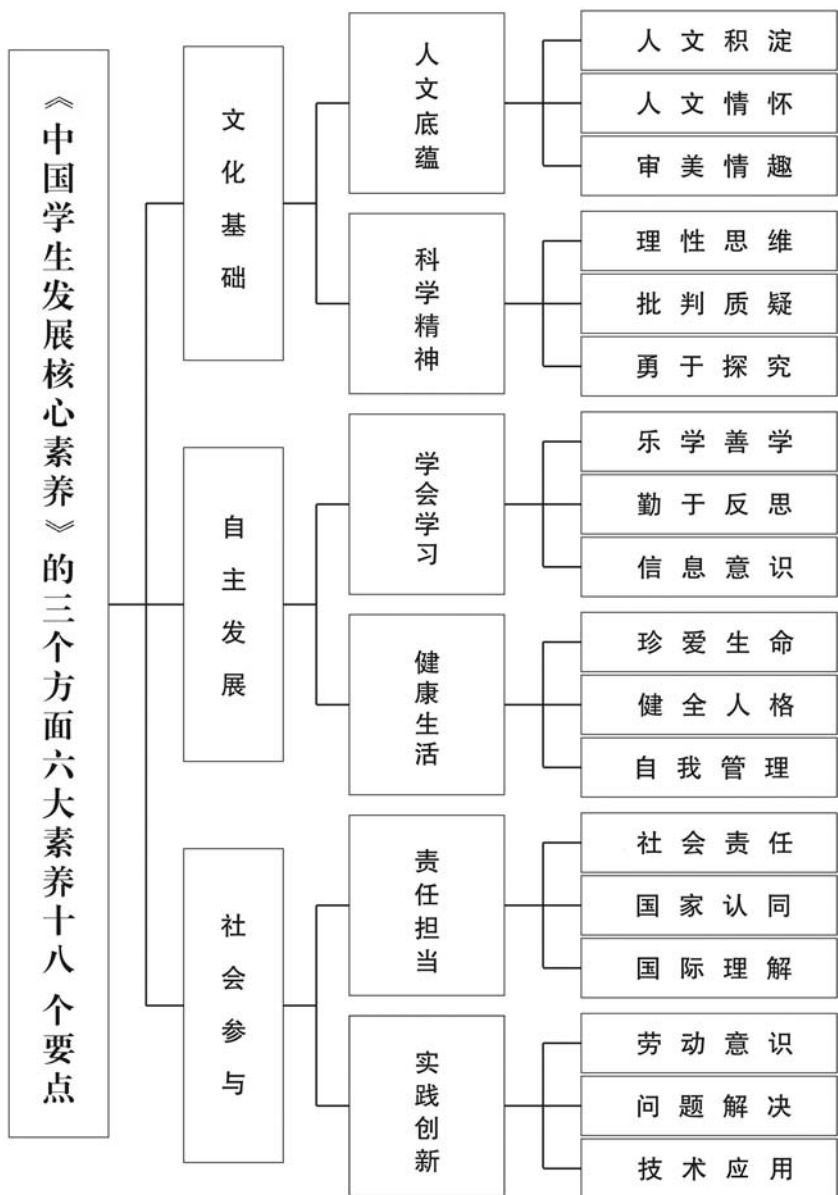 《中国学生发展核心素养》的三个方面六大素养十八个要点
文化基础
人文底蕴
人文积淀
人文情怀
审美情趣
科学精神
理性思维
批判质疑
勇于探究
自主发展
学会学习
乐学善学
勤于反思
信息意识
健康生活
珍爱生命
健全人格
自我管理
社会参与
责任担当
社会责任
国家认同
国际理解
实践创新
劳动意识
问题解决
技术应用